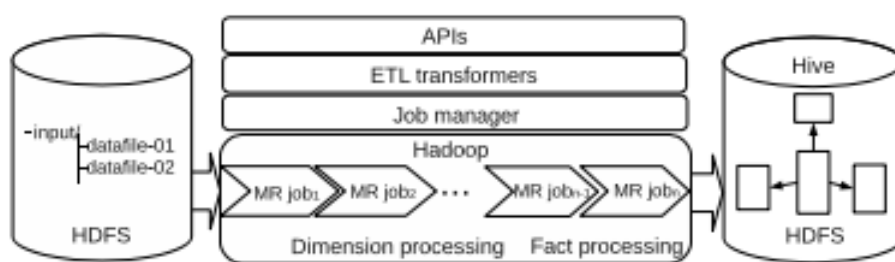 APIs
ETL transformers
Job manager
Hadoop
-input/
datafile-01
datafile-02
HDFS
MR job1
MR job2
...
MR jobn-1
MR jobn
Dimension processing
Fact processing
Hive
HDFS